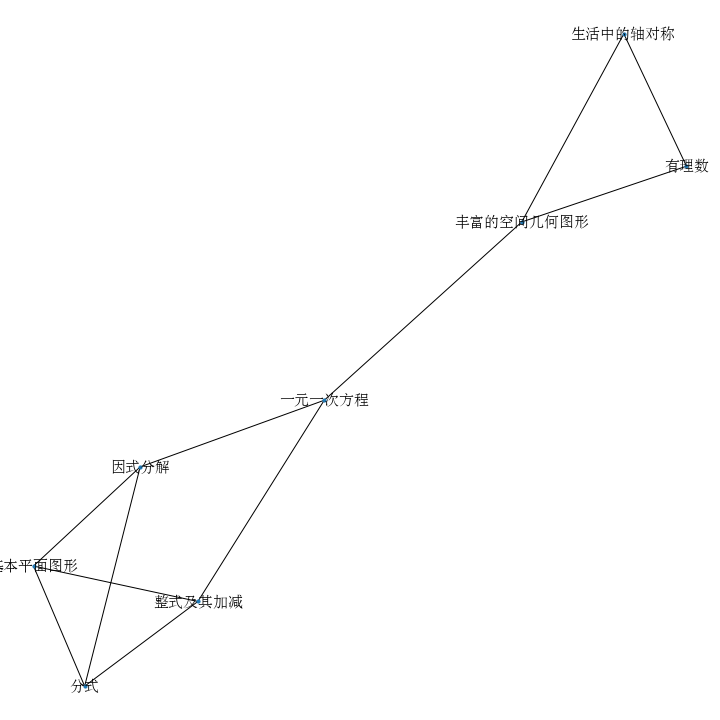 生活中的轴对称
有理数
丰富的空间几何图形
一元一次方程
因式分解
基本平面图形
整式及其加减
分式